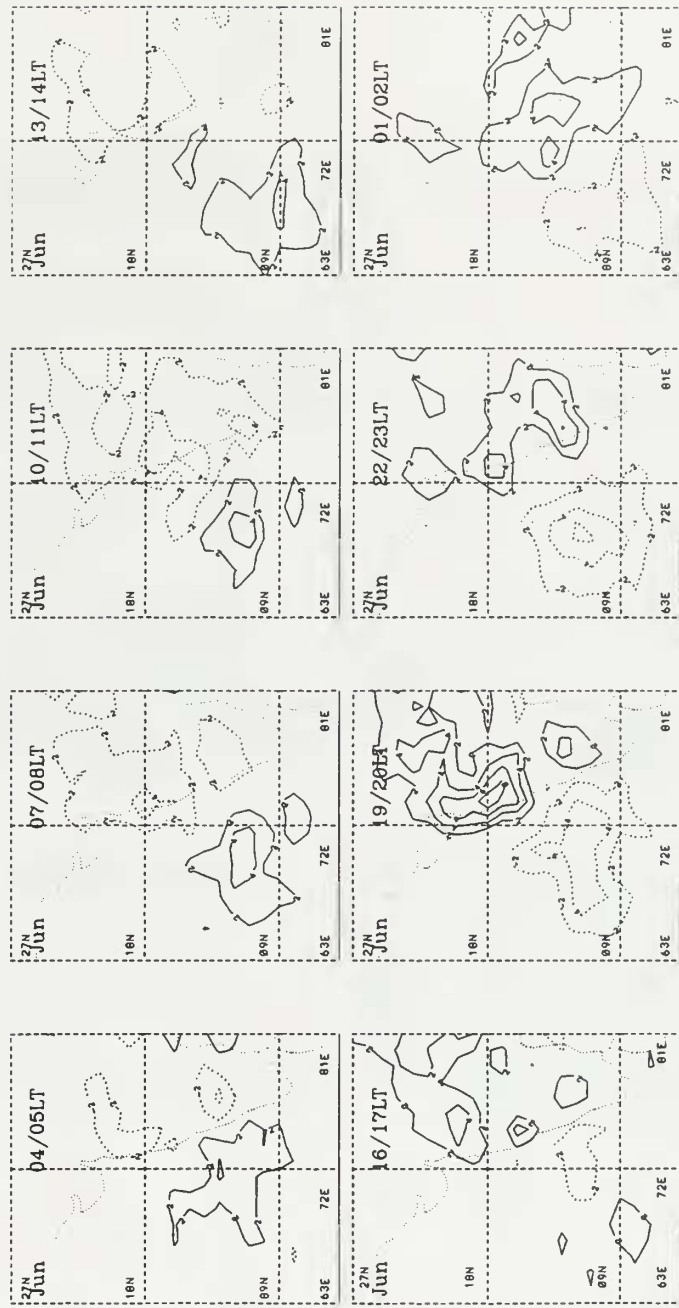 27N
Jun 04/05LT
18N
09N
63E 72E 81E
27N
Jun 07/08LT
18N
09N
63E 72E 81E
27N
Jun 10/11LT
18N
09N
63E 72E 81E
27N
Jun 13/14LT
18N
09N
63E 72E 81E
27N
Jun 16/17LT
18N
09N
63E 72E 81E
27N
Jun 19/20LT
18N
09N
63E 72E 81E
27N
Jun 22/23LT
18N
09N
63E 72E 81E
27N
Jun 01/02LT
18N
09N
63E 72E 81E